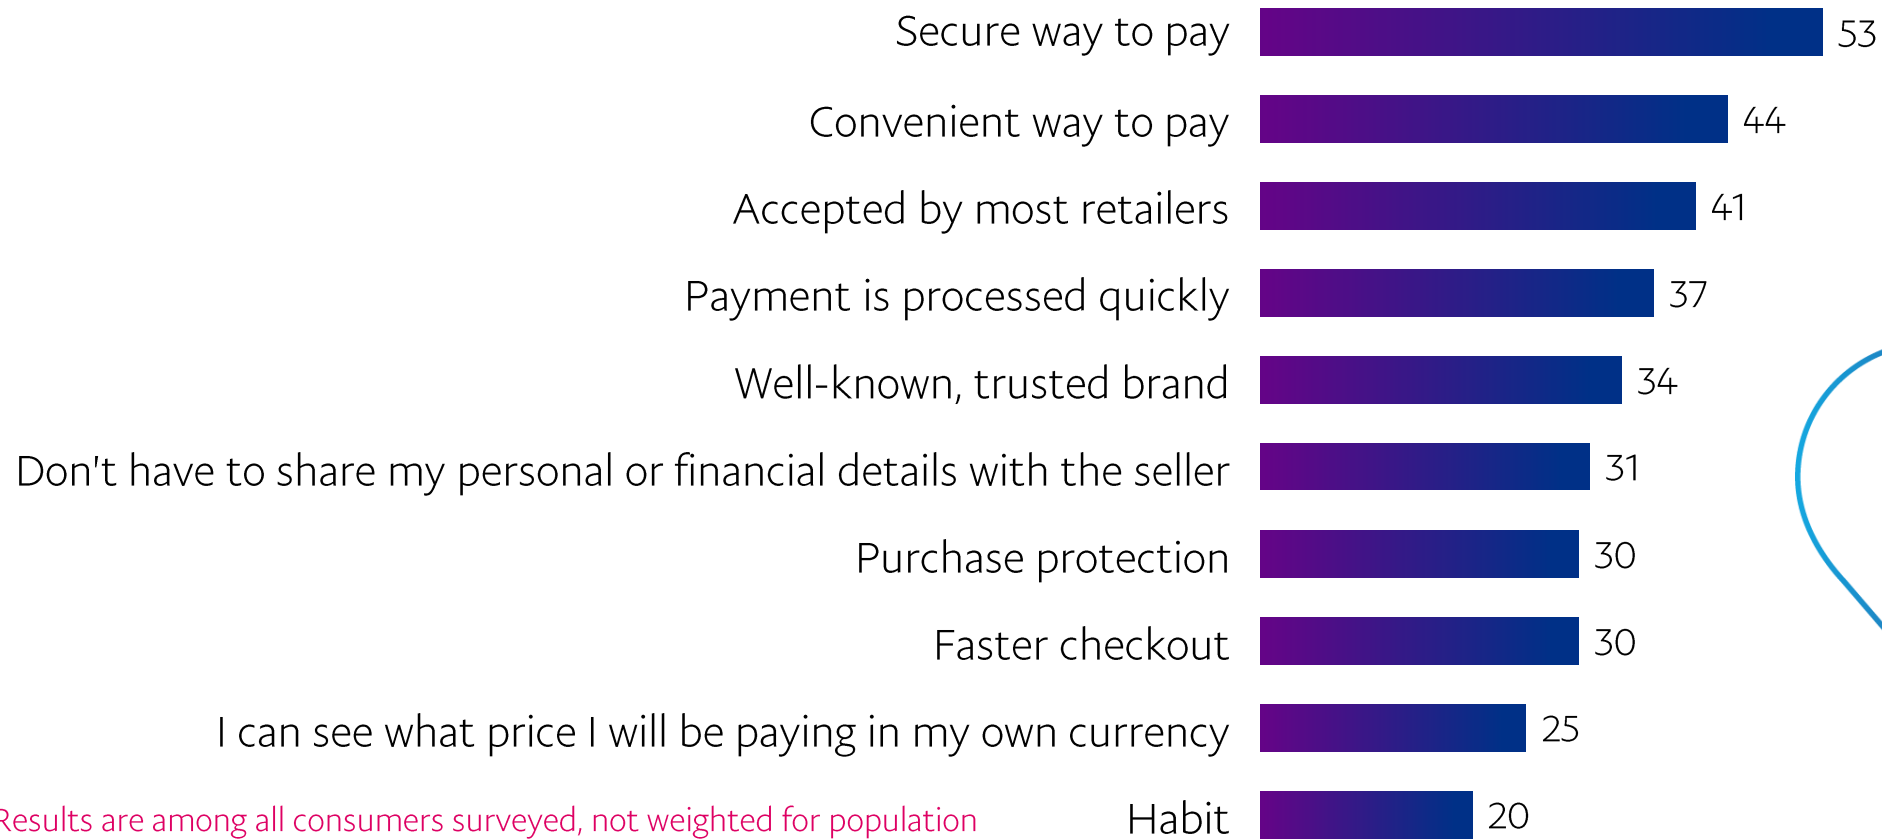 Secure way to pay 53
Convenient way to pay 44
Accepted by most retailers 41
Payment is processed quickly 37
Well-known, trusted brand 34
Don't have to share my personal or financial details with the seller 31
Purchase protection 30
Faster checkout 30
I can see what price I will be paying in my own currency 25
Habit 20
Results are among all consumers surveyed, not weighted for population